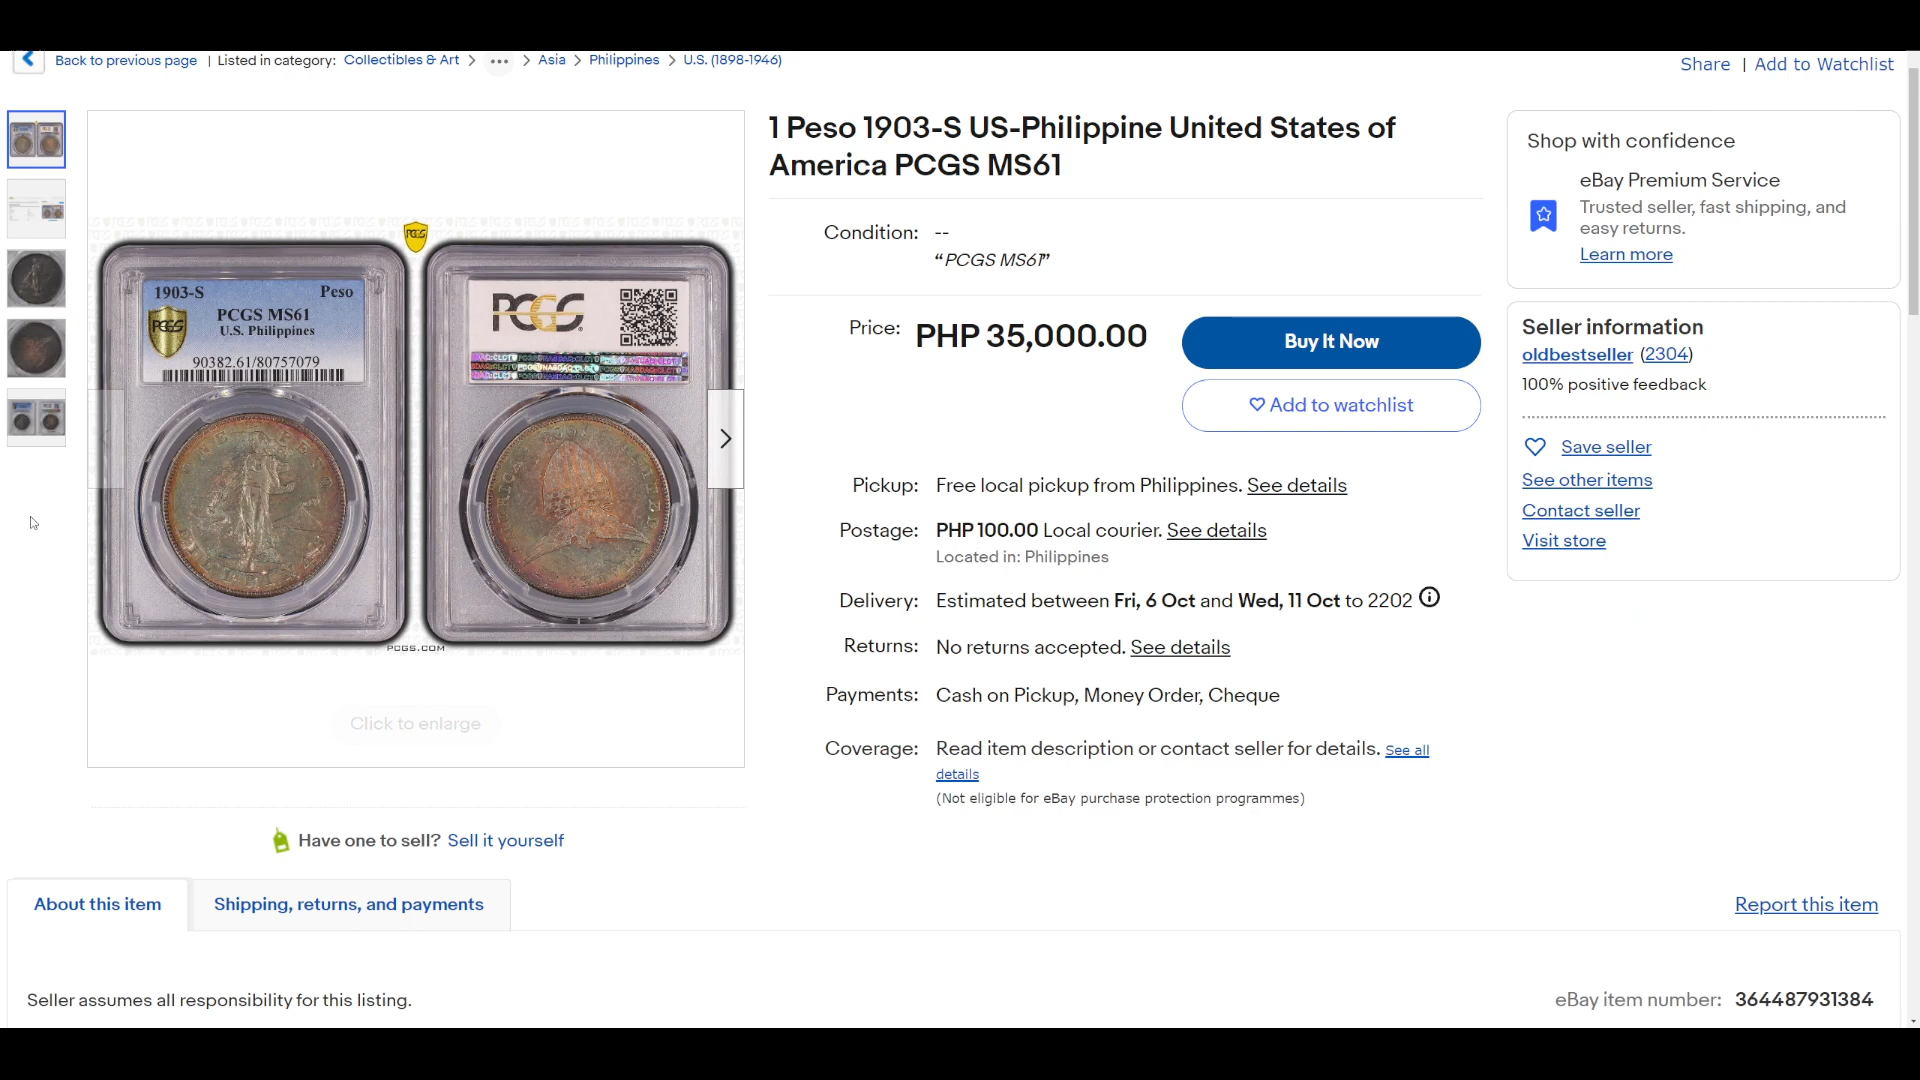 Back to previous page | Listed in category: Collectibles & Art > ... > Asia > Philippines > U.S. (1898-1946)
Share | Add to Watchlist
1 Peso 1903-S US-Philippine United States of
America PCGS MS61
Condition: --
“PCGS MS61”
Price: PHP 35,000.00
Buy It Now
Add to watchlist
Pickup: Free local pickup from Philippines. See details
Postage: PHP 100.00 Local courier. See details
Located in: Philippines
Delivery: Estimated between Fri, 6 Oct and Wed, 11 Oct to 2202
Returns: No returns accepted. See details
Payments: Cash on Pickup, Money Order, Cheque
Coverage: Read item description or contact seller for details. See all
details
(Not eligible for eBay purchase protection programmes)
Shop with confidence
eBay Premium Service
Trusted seller, fast shipping, and
easy returns.
Learn more
Seller information
oldbestseller (2304)
100% positive feedback
Save seller
See other items
Contact seller
Visit store
PCGS
1903-S Peso
PCGS MS61
U.S. Philippines
PCGS
90382.61/80757079
PCGS
PCGS.COM
Click to enlarge
Have one to sell? Sell it yourself
About this item
Shipping, returns, and payments
Report this item
Seller assumes all responsibility for this listing.
eBay item number: 364487931384